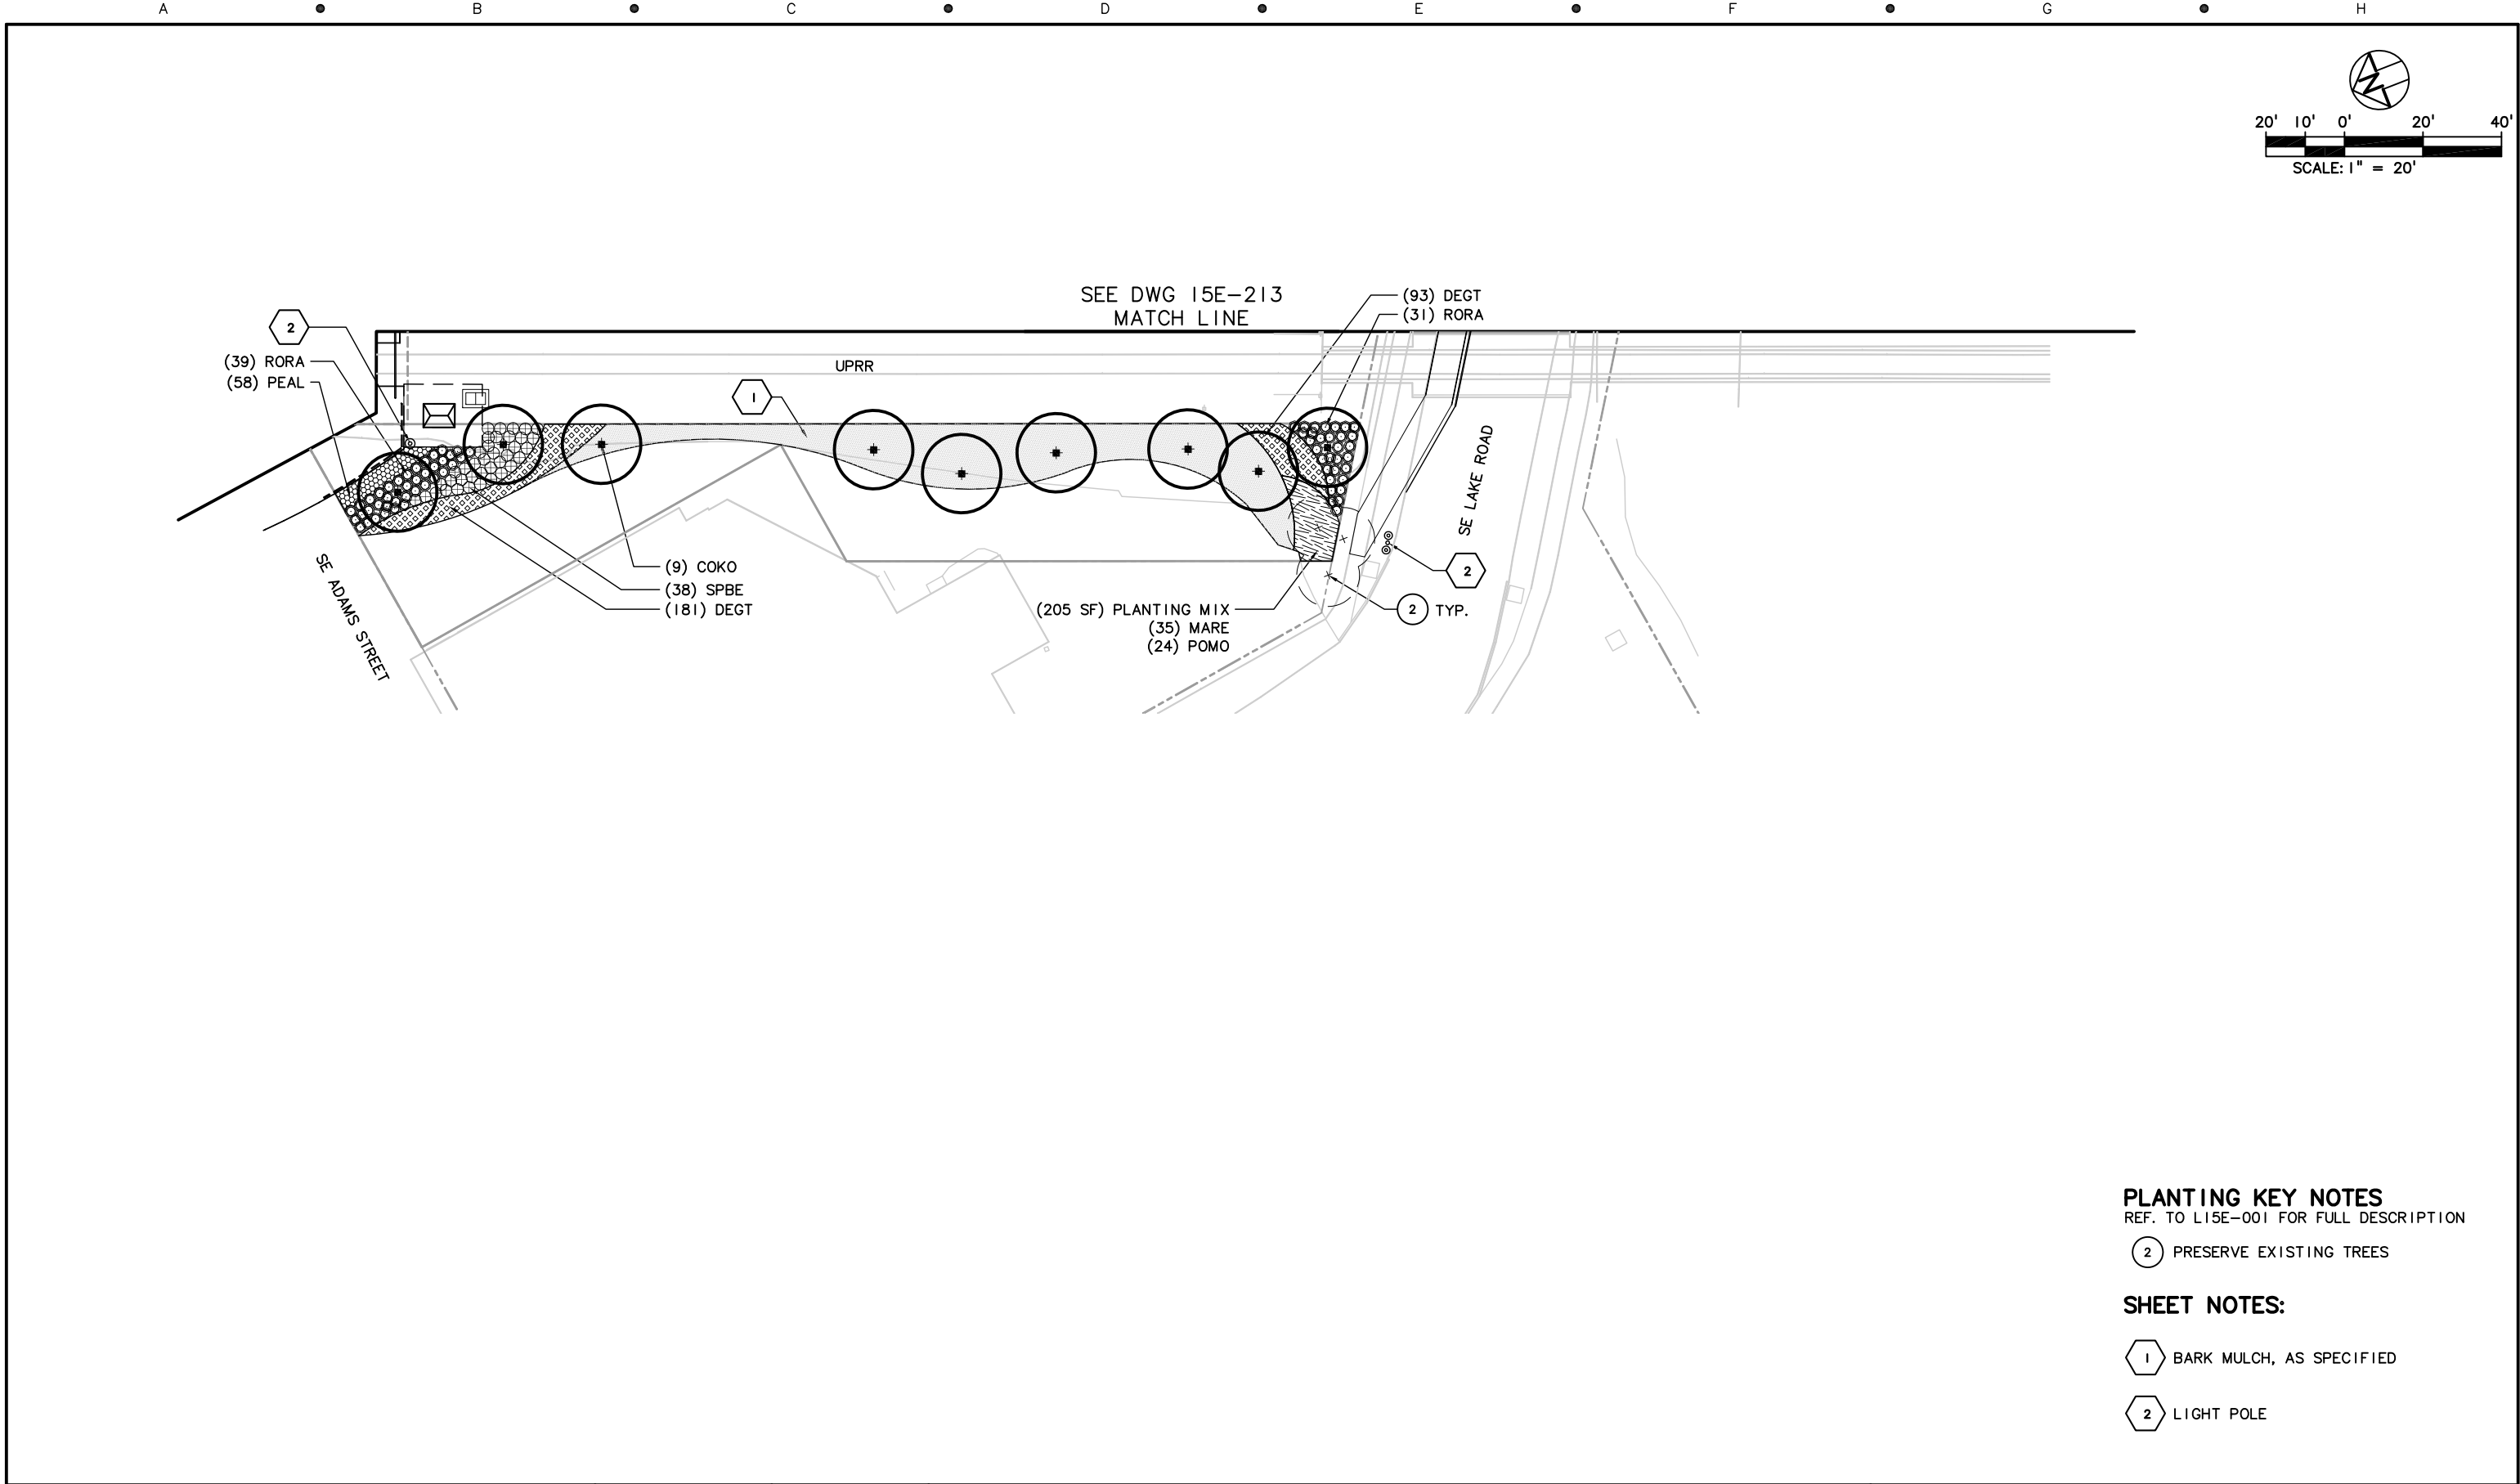 A B C D E F G H
20' 10' 0' 20' 40'
SCALE: 1" = 20'
SEE DWG 15E-213
MATCH LINE
(93) DEGT
(31) RORA
2
(39) RORA
(58) PEAL
UPRR
1
SE LAKE ROAD
SE ADAMS STREET
(9) COKO
(38) SPBE
(181) DEGT
2
(205 SF) PLANTING MIX
(35) MARE
(24) POMO
2 TYP.
PLANTING KEY NOTES
REF. TO L15E-001 FOR FULL DESCRIPTION
2 PRESERVE EXISTING TREES
SHEET NOTES:
1 BARK MULCH, AS SPECIFIED
2 LIGHT POLE